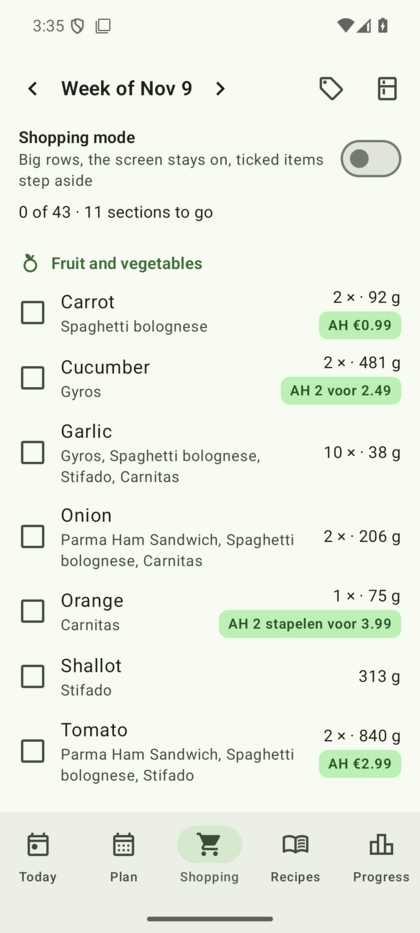 3:35
Week of Nov 9
Shopping mode
Big rows, the screen stays on, ticked items
step aside
0 of 43 · 11 sections to go
Fruit and vegetables
Carrot
2 × · 92 g
Spaghetti bolognese
AH €0.99
Cucumber
2 × · 481 g
Gyros
AH 2 voor 2.49
Garlic
Gyros, Spaghetti bolognese,
Stifado, Carnitas
10 × · 38 g
Onion
Parma Ham Sandwich, Spaghetti
bolognese, Carnitas
2 × · 206 g
Orange
1 × · 75 g
Carnitas
AH 2 stapelen voor 3.99
Shallot
313 g
Stifado
Tomato
2 × · 840 g
Parma Ham Sandwich, Spaghetti
bolognese, Stifado
AH €2.99
Today
Plan
Shopping
Recipes
Progress